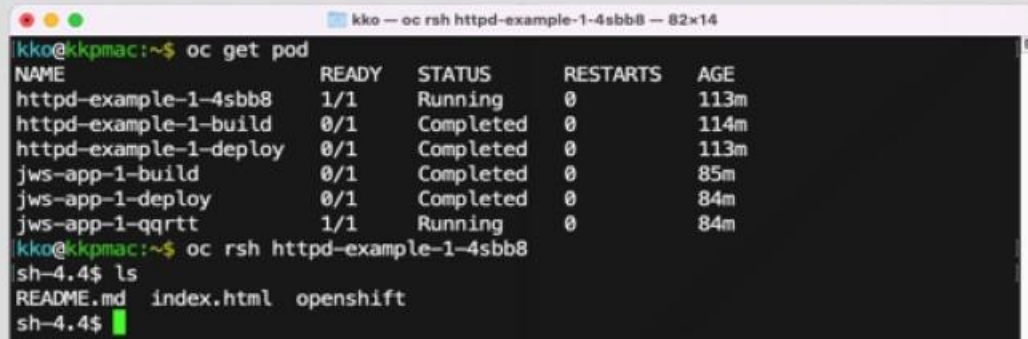 kko — oc rsh httpd-example-1-4sbb8 — 82×14
kko@kkpmac:~$ oc get pod
NAME READY STATUS RESTARTS AGE
httpd-example-1-4sbb8 1/1 Running 0 113m
httpd-example-1-build 0/1 Completed 0 114m
httpd-example-1-deploy 0/1 Completed 0 113m
jws-app-1-build 0/1 Completed 0 85m
jws-app-1-deploy 0/1 Completed 0 84m
jws-app-1-qqrtt 1/1 Running 0 84m
kko@kkpmac:~$ oc rsh httpd-example-1-4sbb8
sh-4.4$ ls
README.md index.html openshift
sh-4.4$